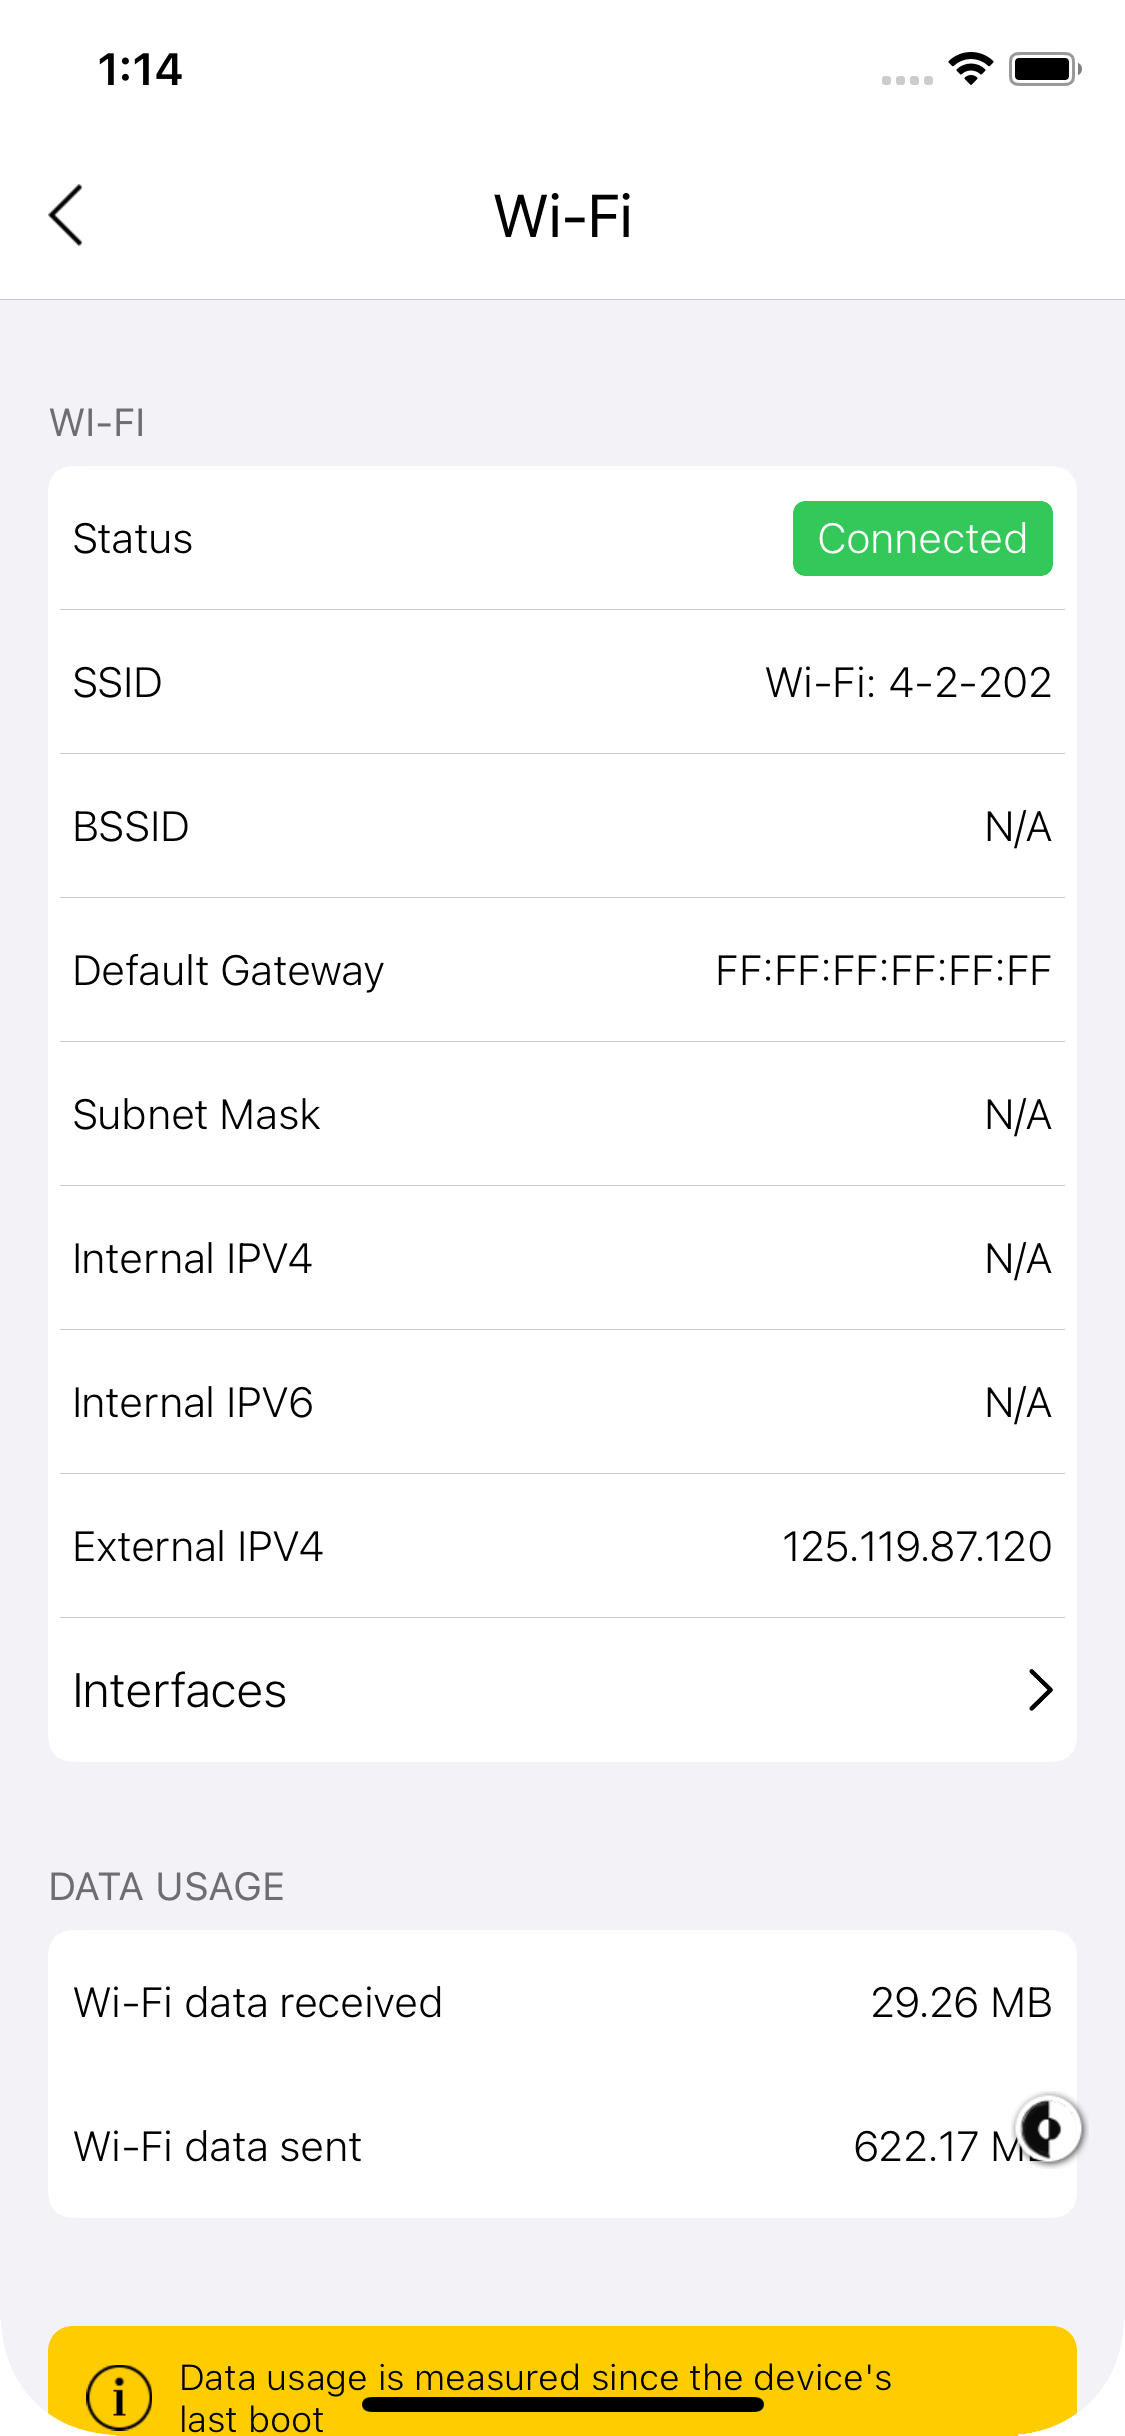 1:14
Wi-Fi
WI-FI
Status Connected
SSID Wi-Fi: 4-2-202
BSSID N/A
Default Gateway FF:FF:FF:FF:FF:FF
Subnet Mask N/A
Internal IPV4 N/A
Internal IPV6 N/A
External IPV4 125.119.87.120
Interfaces
DATA USAGE
Wi-Fi data received 29.26 MB
Wi-Fi data sent 622.17
Data usage is measured since the device's
last boot